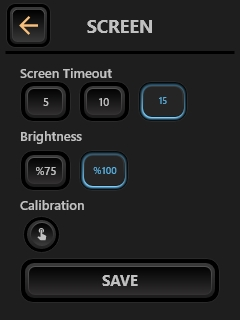 SCREEN
Screen Timeout
5 10 15
Brightness
%75 %100
Calibration
SAVE